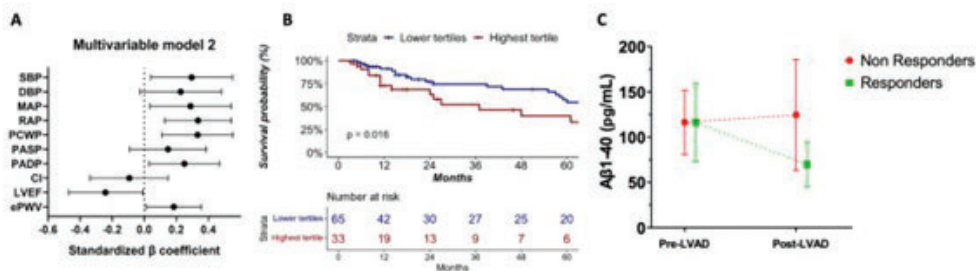 A
Multivariable model 2
SBP
DBP
MAP
RAP
PCWP
PASP
PADP
CI
LVEF
ePWV
-0.6 -0.4 -0.2 0.0 0.2 0.4 0.6
Standardized β coefficient
B
Strata Lower tertiles Highest tertile
Survival probability (%)
100%
75%
50%
25%
0%
p = 0.016
0 12 24 36 48 60
Months
Number at risk
Strata
Lower tertiles 65 42 30 27 25 20
Highest tertile 33 19 13 9 7 6
0 12 24 36 48 60
Months
C
Aβ1-40 (pg/mL)
200
150
100
50
0
Non Responders
Responders
Pre-LVAD Post-LVAD